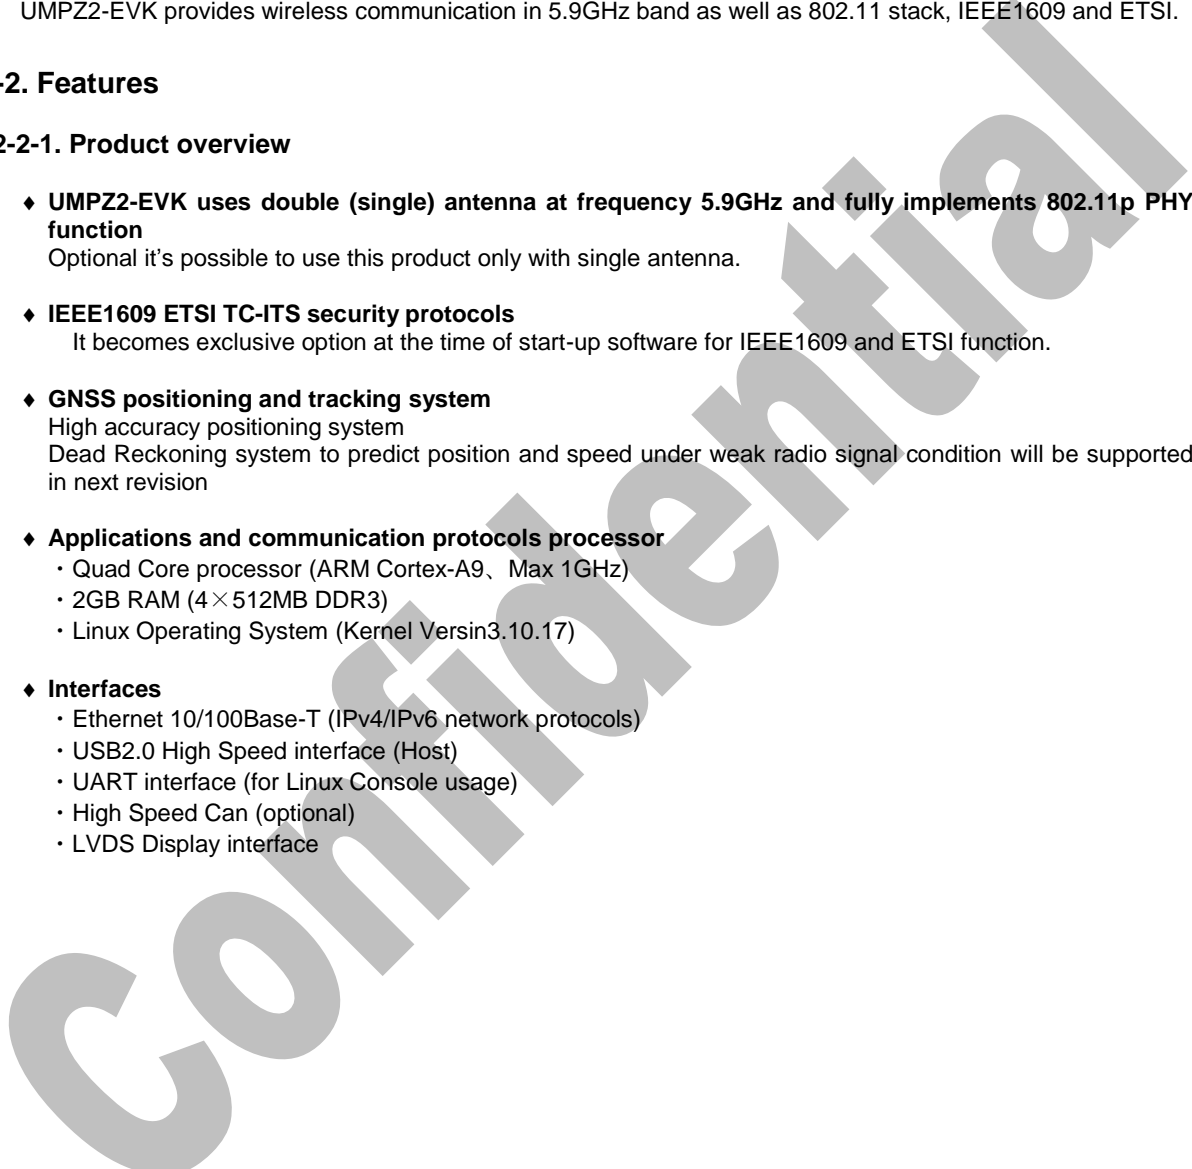 UMPZ2-EVK provides wireless communication in 5.9GHz band as well as 802.11 stack, IEEE1609 and ETSI.
-2. Features
2-2-1. Product overview
♦ UMPZ2-EVK uses double (single) antenna at frequency 5.9GHz and fully implements 802.11p PHY
function
Optional it’s possible to use this product only with single antenna.
♦ IEEE1609 ETSI TC-ITS security protocols
It becomes exclusive option at the time of start-up software for IEEE1609 and ETSI function.
♦ GNSS positioning and tracking system
High accuracy positioning system
Dead Reckoning system to predict position and speed under weak radio signal condition will be supported
in next revision
♦ Applications and communication protocols processor
・Quad Core processor (ARM Cortex-A9、Max 1GHz)
・2GB RAM (4×512MB DDR3)
・Linux Operating System (Kernel Versin3.10.17)
♦ Interfaces
・Ethernet 10/100Base-T (IPv4/IPv6 network protocols)
・USB2.0 High Speed interface (Host)
・UART interface (for Linux Console usage)
・High Speed Can (optional)
・LVDS Display interface
Confidential